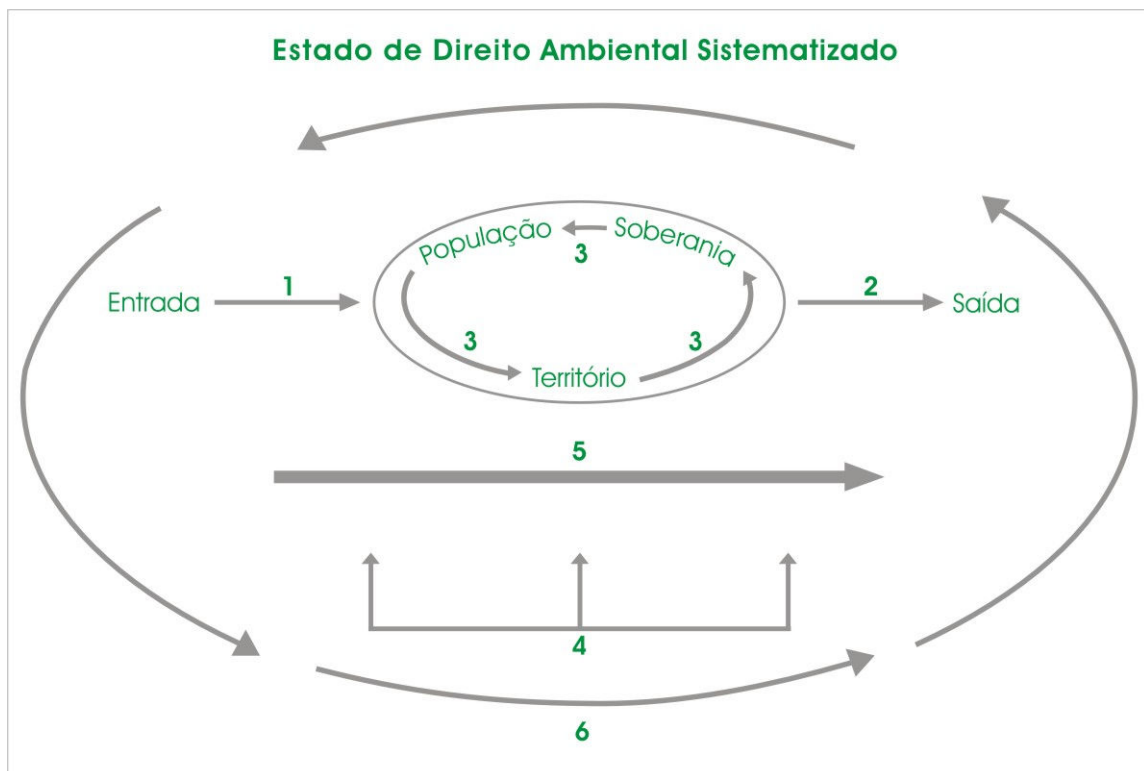 Estado de Direito Ambiental Sistematizado
População
Soberania
3
Entrada
1
2
Saída
3
3
Território
5
4
6